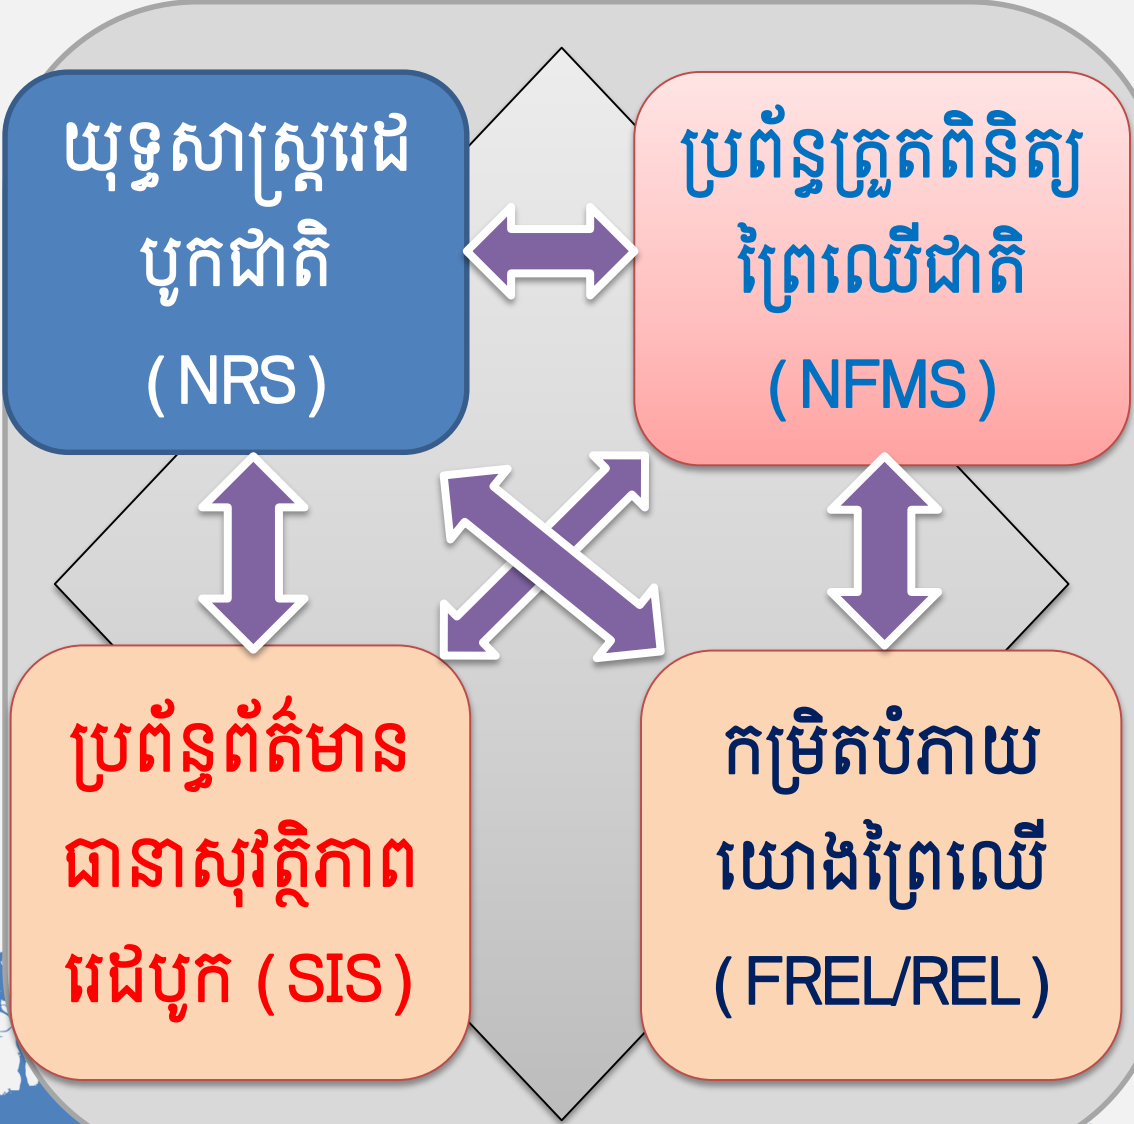 យុទ្ធសាស្ត្ររេដ
បូកជាតិ
(NRS)
ប្រព័ន្ធត្រួតពិនិត្យ
ព្រៃឈើជាតិ
(NFMS)
ប្រព័ន្ធព័ត៌មាន
ធានាសុវត្ថិភាព
រេដបូក (SIS)
កម្រិតបំភាយ
យោងព្រៃឈើ
(FREL/REL)